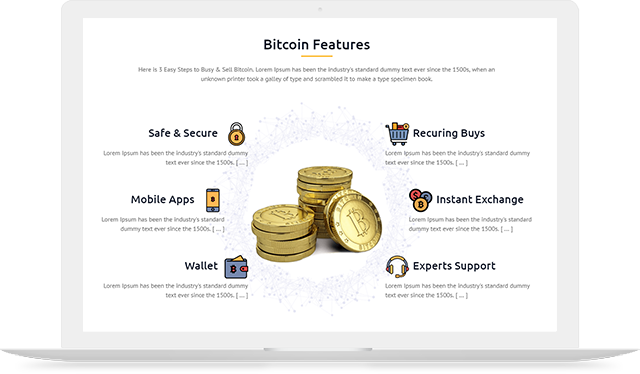 Bitcoin Features
Here is 3 Easy Steps to Busy & Sell Bitcoin. Lorem Ipsum has been the industry's standard dummy text ever since the 1500s, when an
unknown printer took a galley of type and scrambled it to make a type specimen book.
Safe & Secure
Lorem Ipsum has been the industry's standard dummy
text ever since the 1500s. [ ... ]
Mobile Apps
Lorem Ipsum has been the industry's standard
dummy text ever since the 1500s. [ ... ]
Wallet
Lorem Ipsum has been the industry's standard dummy
text ever since the 1500s. [ ... ]
Recuring Buys
Lorem Ipsum has been the industry's standard dummy
text ever since the 1500s. [ ... ]
Instant Exchange
Lorem Ipsum has been the industry's standard
dummy text ever since the 1500s. [ ... ]
Experts Support
Lorem Ipsum has been the industry's standard dummy
text ever since the 1500s. [ ... ]